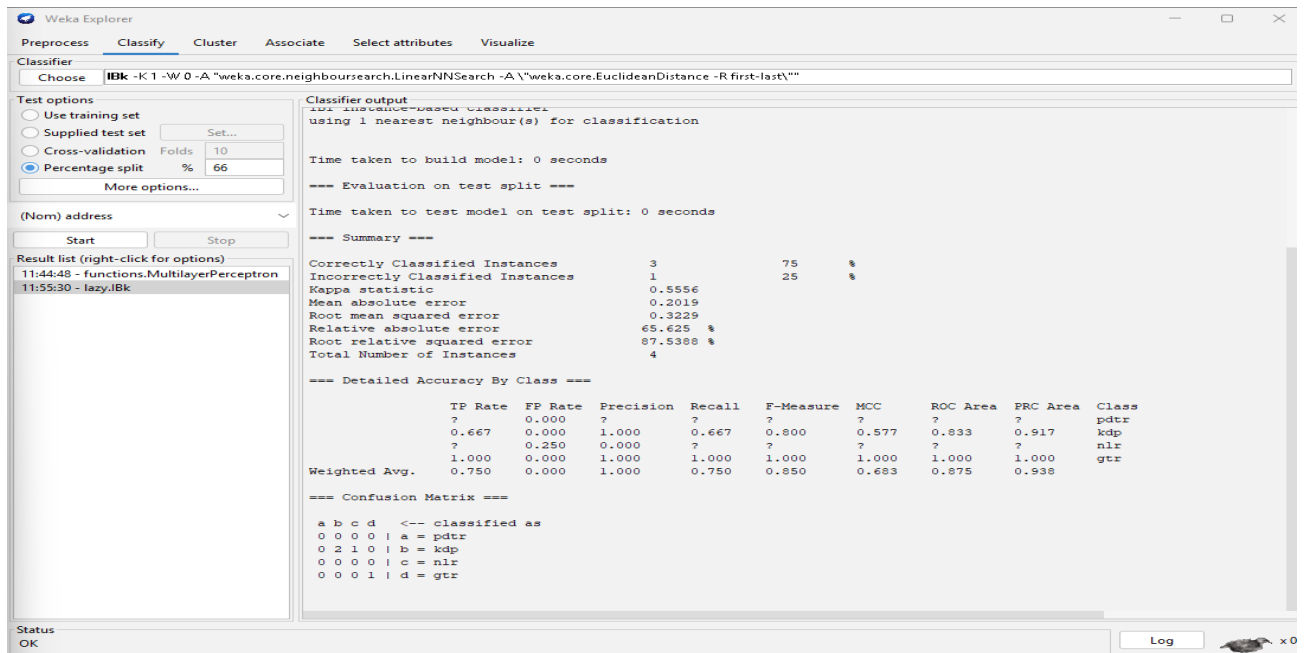 Weka Explorer
Preprocess Classify Cluster Associate Select attributes Visualize
Classifier
Choose IBk -K 1 -W 0 -A "weka.core.neighboursearch.LinearNNSearch -A \"weka.core.EuclideanDistance -R first-last\""
Test options
Use training set
Supplied test set Set...
Cross-validation Folds 10
Percentage split % 66
More options...
(Nom) address
Start Stop
Result list (right-click for options)
11:44:48 - functions.MultilayerPerceptron
11:55:30 - lazy.IBk
Classifier output
IB1 instance-based classifier
using 1 nearest neighbour(s) for classification
Time taken to build model: 0 seconds
=== Evaluation on test split ===
Time taken to test model on test split: 0 seconds
=== Summary ===
Correctly Classified Instances 3 75 %
Incorrectly Classified Instances 1 25 %
Kappa statistic 0.5556
Mean absolute error 0.2019
Root mean squared error 0.3229
Relative absolute error 65.625 %
Root relative squared error 87.5388 %
Total Number of Instances 4
=== Detailed Accuracy By Class ===
TP Rate FP Rate Precision Recall F-Measure MCC ROC Area PRC Area Class
? 0.000 ? ? ? ? ? ? pdtr
0.667 0.000 1.000 0.667 0.800 0.577 0.833 0.917 kdp
? 0.250 0.000 ? ? ? ? ? nlr
1.000 0.000 1.000 1.000 1.000 1.000 1.000 1.000 gtr
Weighted Avg. 0.750 0.000 1.000 0.750 0.850 0.683 0.875 0.938
=== Confusion Matrix ===
a b c d <-- classified as
0 0 0 0 | a = pdtr
0 2 1 0 | b = kdp
0 0 0 0 | c = nlr
0 0 0 1 | d = gtr
Status
OK
Log
x 0